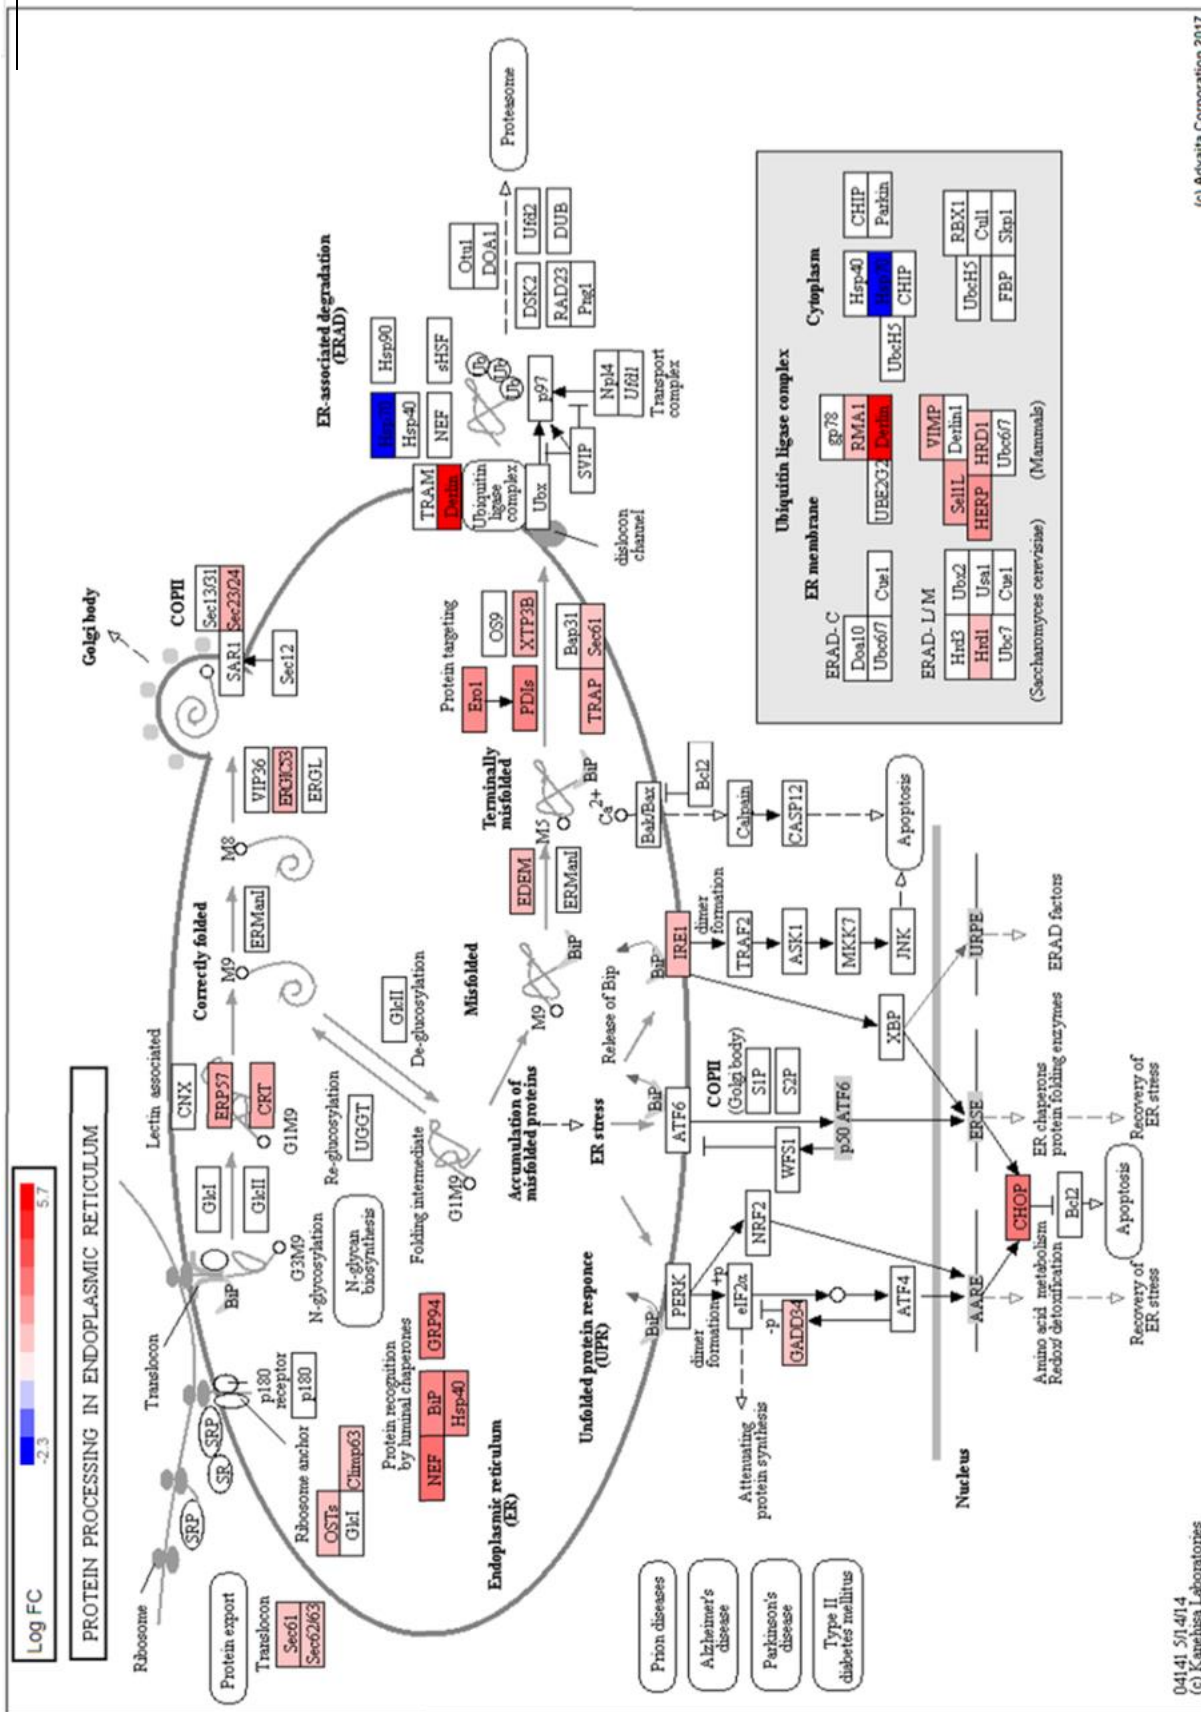 Log FC
-2.3
5.7
PROTEIN PROCESSING IN ENDOPLASMIC RETICULUM
Ribosome
SRP
SR
SRP
Protein export
Translocon
Sec61
Sec62/63
Translocon
Ribosome anchor
OSTs
GlcI
Climp63
p180
receptor
p180
BiP
G3M9
N-glycosylation
N-glycan
biosynthesis
GlcI
GlcII
Lectin associated
CNX
ERP57
CRT
G1M9
Correctly folded
M9
ERManI
M8
VIP36
ERGIC53
ERGL
Golgi body
COPII
Sec13/31
Sec23/24
SAR1
Sec12
Re-glucosylation
UGGT
Folding intermediate
G1M9
GlcII
De-glucosylation
Protein recognition
by luminal chaperones
NEF
BiP
Hsp40
GRP94
Endoplasmic reticulum
(ER)
Accumulation of
misfolded proteins
ER stress
Misfolded
M9
BiP
EDEM
ERManI
Terminally
misfolded
M5
BiP
Protein targeting
Ero1
PDIs
OS9
XTP3B
TRAP
Bap31
Sec61
ER-associated degradation
(ERAD)
TRAM
Derlin
Ubiquitin
ligase
complex
Ubx
dislocon
channel
Hsp70
Hsp40
NEF
Hsp90
sHSF
Ub
Ub
Ub
p97
SVIP
Npl4
Ufd1
Transport
complex
Otu1
DOA1
DSK2
Ufd2
RAD23
DUB
Png1
Proteasome
Unfolded protein responce
(UPR)
BiP
PERK
dimer
formation
+p
eIF2α
-p
GADD34
Attenuating
protein synthesis
NRF2
ATF4
BiP
ATF6
COPII
(Golgi body)
S1P
S2P
WFS1
p50 ATF6
Release of Bip
BiP
IRE1
dimer
formation
TRAF2
ASK1
MKK7
JNK
XBP
Ca 2+
Bak/Bax
Bcl2
Calpain
CASP12
Apoptosis
Nucleus
AARE
ERSE
URPE
CHOP
Bcl2
Apoptosis
Amino acid metabolism
Redox/ detoxification
Recovery of
ER stress
ER chaperons
protein folding enzymes
Recovery of
ER stress
ERAD factors
Prion diseases
Alzheimer's
disease
Parkinson's
disease
Type II
diabetes mellitus
Ubiquitin ligase complex
ER membrane
Cytoplasm
ERAD- C
Doa10
Ubc6/7
Cue1
ERAD- L/ M
Hrd3
Ubx2
Hrd1
Usa1
Ubc7
Cue1
(Saccharomyces cerevisiae)
gp78
RMA1
UBE2G2
Derlin
VIMP
Sel1L
Derlin1
HERP
HRD1
Ubc6/7
(Mammals)
Hsp40
Hsp70
UbcH5
CHIP
CHIP
Parkin
RBX1
UbcH5
Cul1
FBP
Skp1
04141 5/14/14
(c) Kanehisa Laboratories
(c) Advaita Corporation 2017